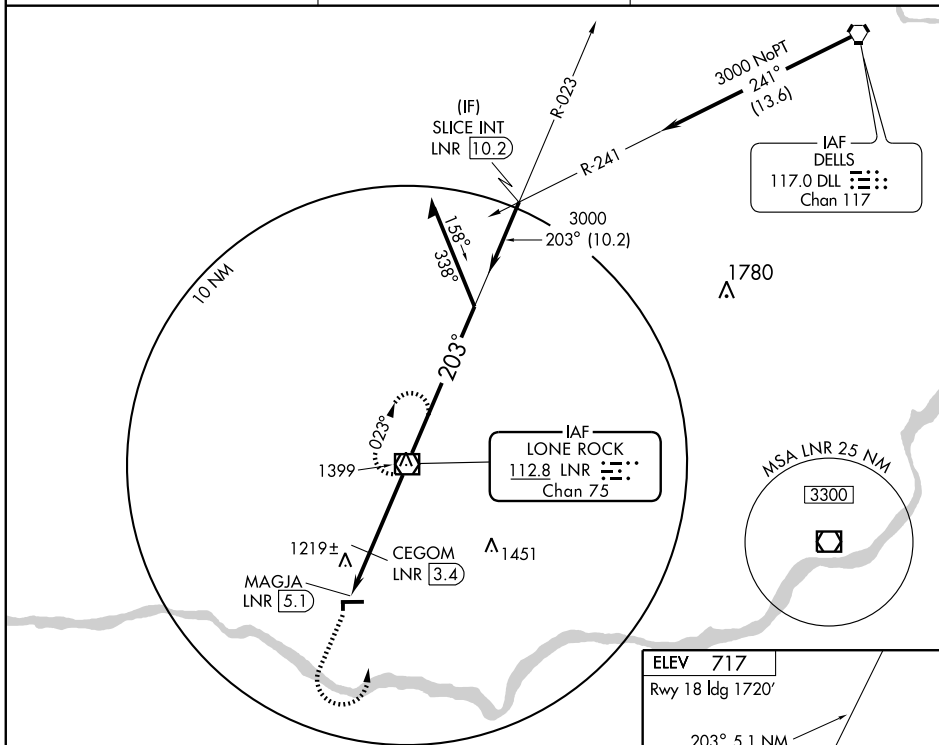 3000 NoPT
241°
(13.6)
R-023
(IF)
SLICE INT
LNR 10.2
R-241
IAF
DELLS
117.0 DLL
Chan 117
3000
203° (10.2)
158°
338°
10 NM
1780
203°
023°
1399
IAF
LONE ROCK
112.8 LNR
Chan 75
MSA LNR 25 NM
3300
1219±
CEGOM
LNR 3.4
1451
MAGJA
LNR 5.1
ELEV 717
Rwy 18 ldg 1720'
203° 5.1 NM